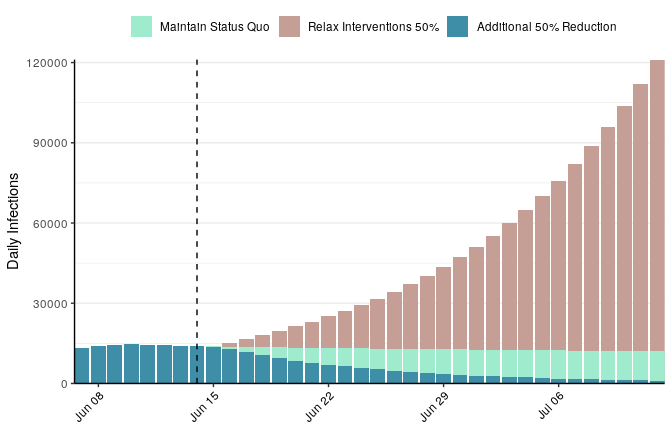 Maintain Status Quo Relax Interventions 50% Additional 50% Reduction
120000
90000
60000
30000
0
Daily Infections
Jun 08 Jun 15 Jun 22 Jun 29 Jul 06